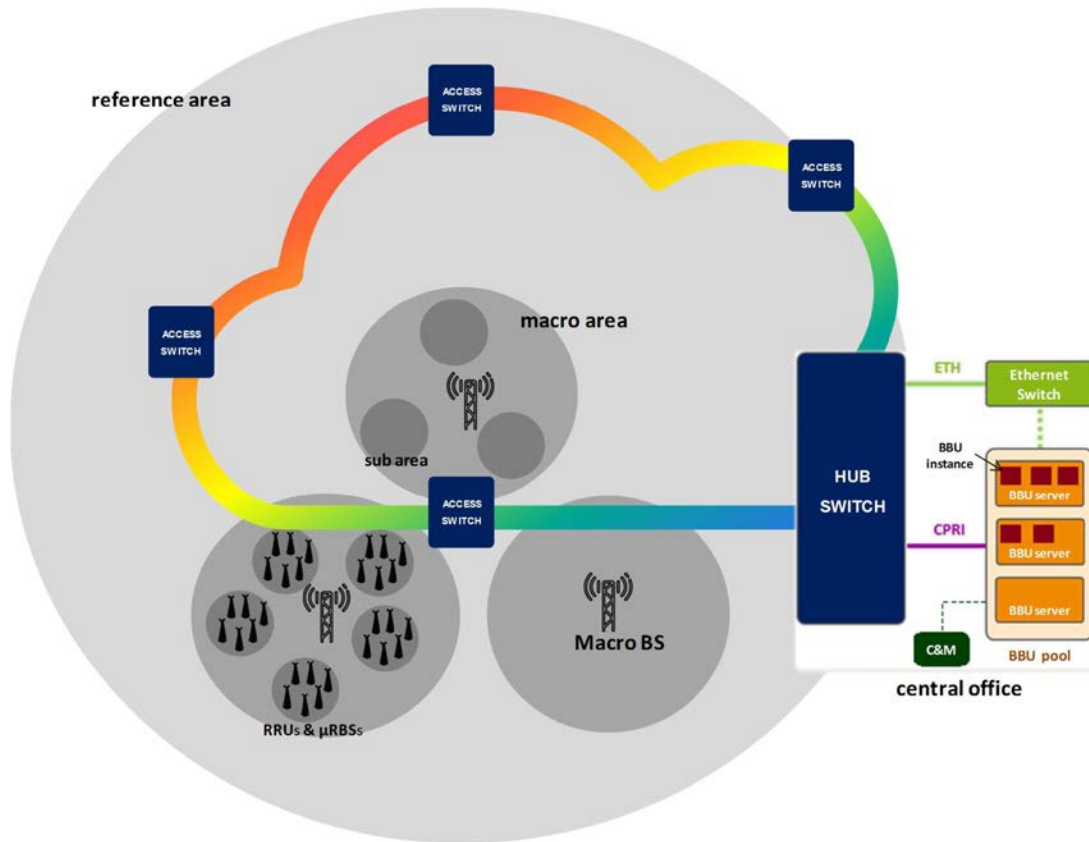 reference area
ACCESS
SWITCH
ACCESS
SWITCH
ACCESS
SWITCH
macro area
sub area
ACCESS
SWITCH
HUB
SWITCH
ETH
Ethernet
Switch
BBU
instance
BBU server
CPRI
BBU server
BBU server
C&M
BBU pool
central office
Macro BS
RRUs & μRBSs